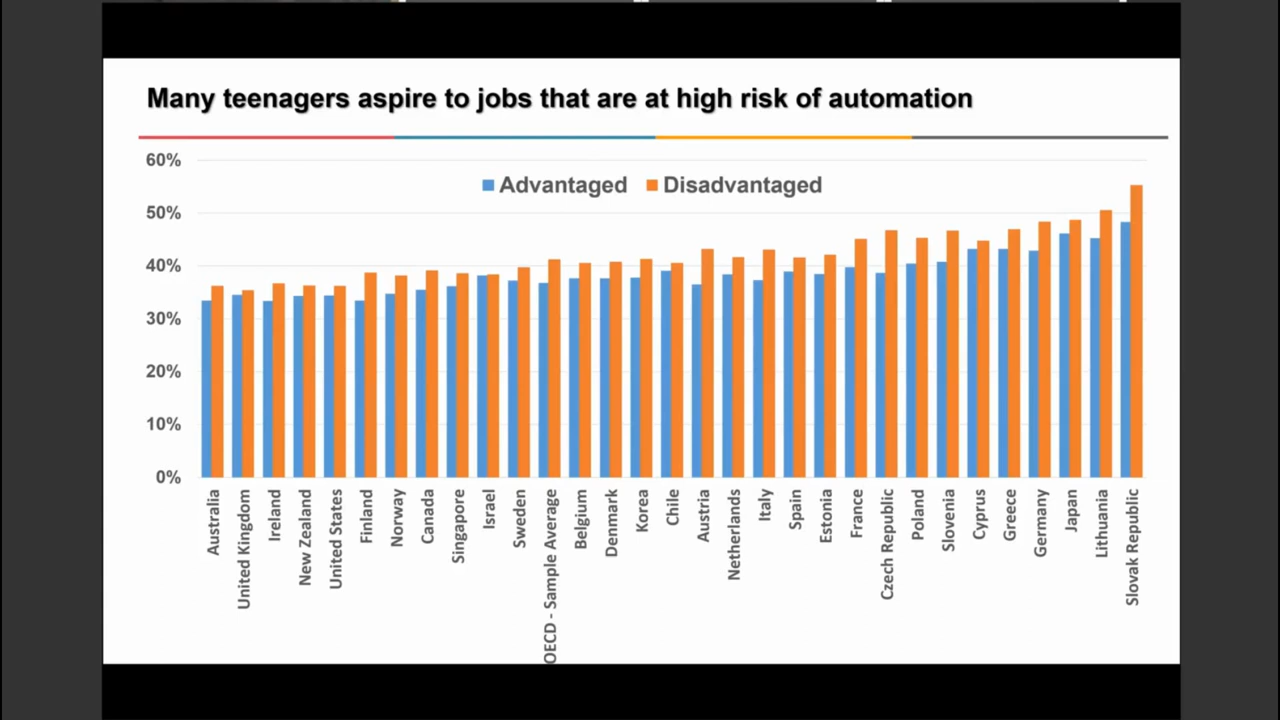 Many teenagers aspire to jobs that are at high risk of automation
60%
Advantaged
Disadvantaged
50%
40%
30%
20%
10%
0%
Australia
United Kingdom
Ireland
New Zealand
United States
Finland
Norway
Canada
Singapore
Israel
Sweden
OECD - Sample Average
Belgium
Denmark
Korea
Chile
Austria
Netherlands
Italy
Spain
Estonia
France
Czech Republic
Poland
Slovenia
Cyprus
Greece
Germany
Japan
Lithuania
Slovak Republic